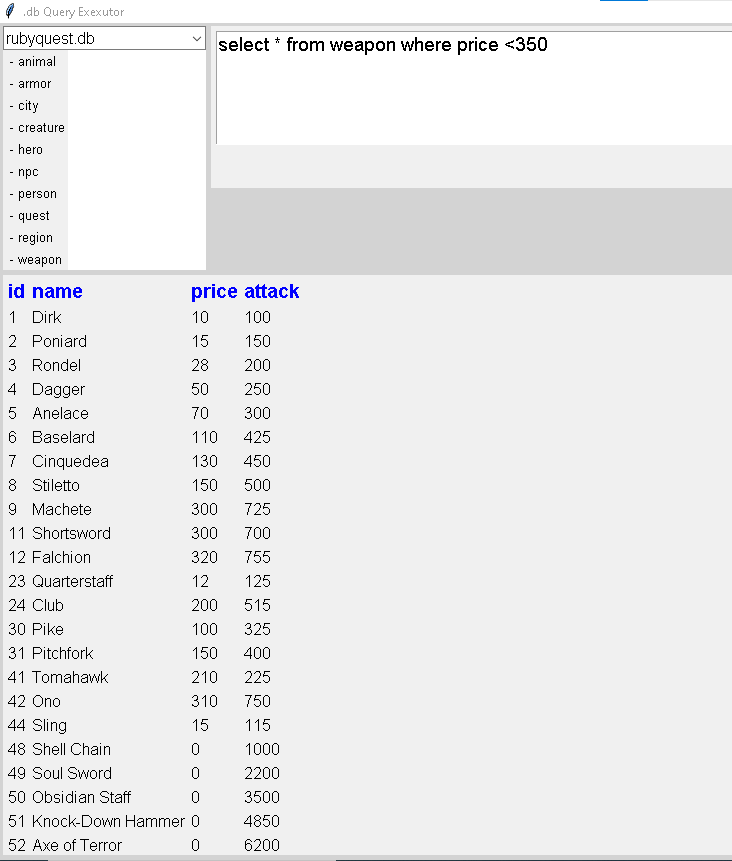 .db Query Exexutor
rubyquest.db
- animal
- armor
- city
- creature
- hero
- npc
- person
- quest
- region
- weapon
select * from weapon where price <350
id name price attack
1 Dirk 10 100
2 Poniard 15 150
3 Rondel 28 200
4 Dagger 50 250
5 Anelace 70 300
6 Baselard 110 425
7 Cinquedea 130 450
8 Stiletto 150 500
9 Machete 300 725
11 Shortsword 300 700
12 Falchion 320 755
23 Quarterstaff 12 125
24 Club 200 515
30 Pike 100 325
31 Pitchfork 150 400
41 Tomahawk 210 225
42 Ono 310 750
44 Sling 15 115
48 Shell Chain 0 1000
49 Soul Sword 0 2200
50 Obsidian Staff 0 3500
51 Knock-Down Hammer 0 4850
52 Axe of Terror 0 6200